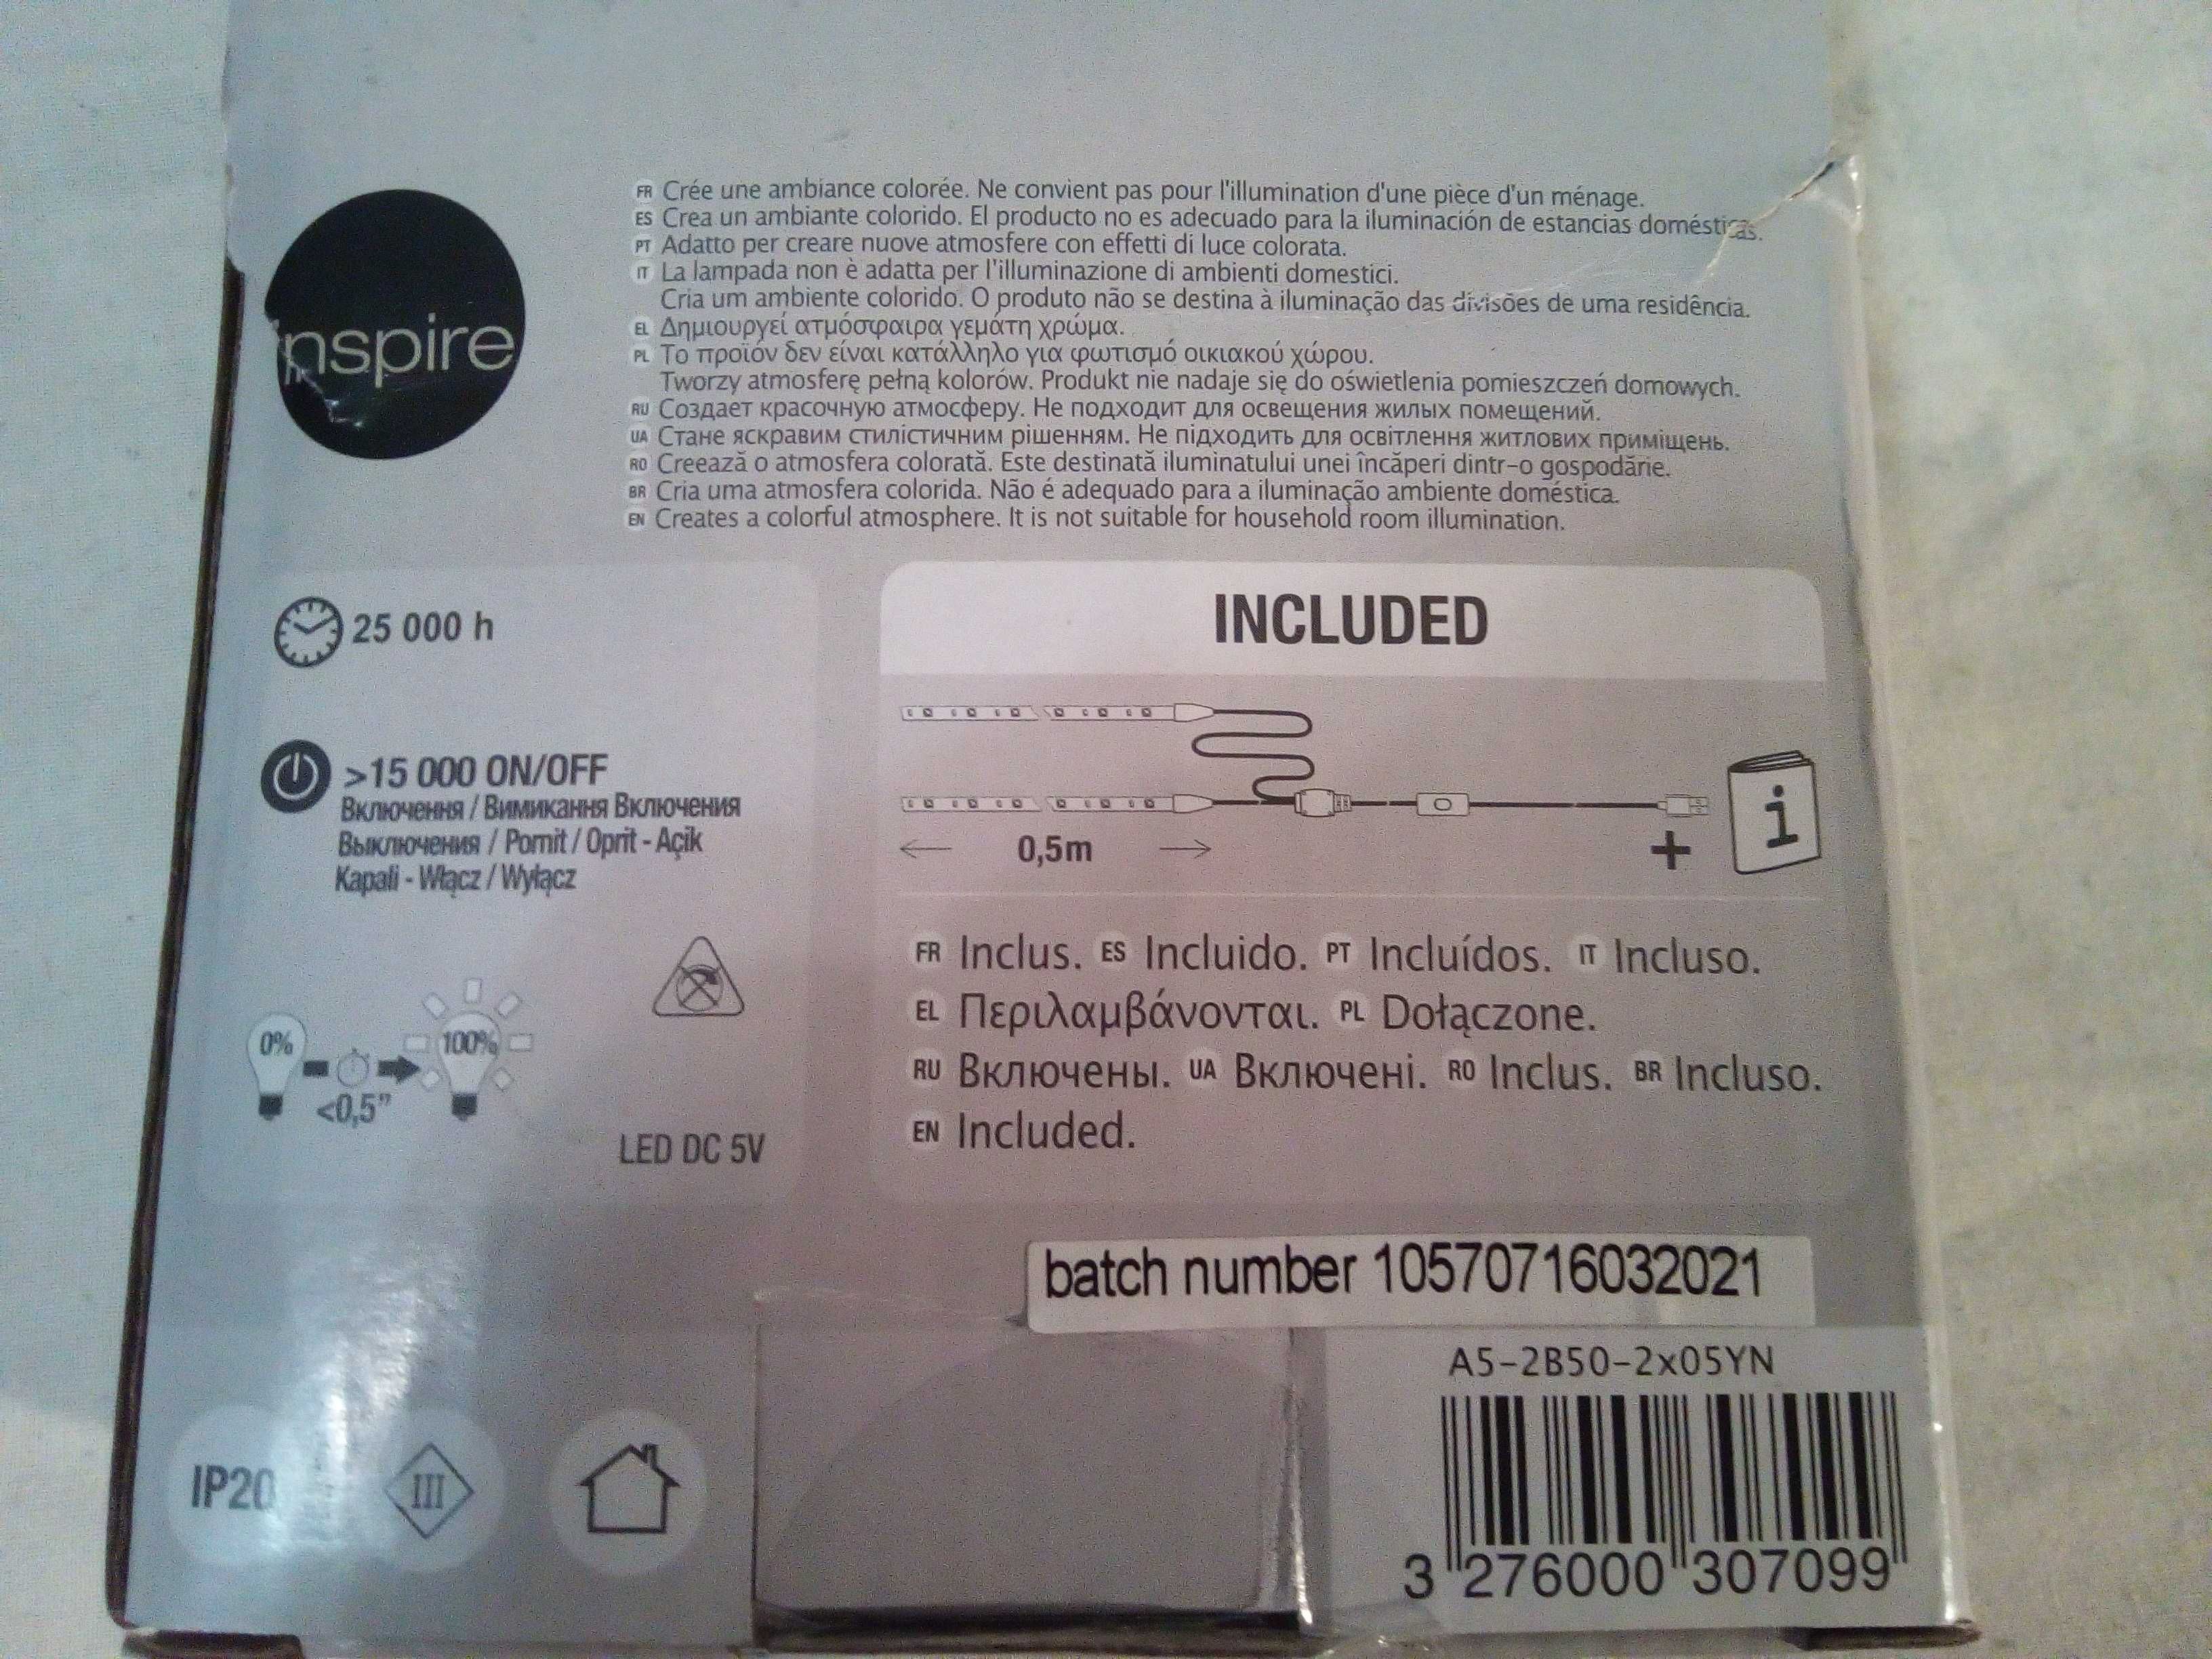 inspire
FR Crée une ambiance colorée. Ne convient pas pour l'illumination d'une pièce d'un ménage.
ES Crea un ambiante colorido. El producto no es adecuado para la iluminación de estancias domésticas.
PT Adatto per creare nuove atmosfere con effetti di luce colorata.
IT La lampada non è adatta per l'illuminazione di ambienti domestici.
Cria um ambiente colorido. O produto não se destina à iluminação das divisões de uma residência.
EL Δημιουργεί ατμόσφαιρα γεμάτη χρώμα.
PL Το προϊόν δεν είναι κατάλληλο για φωτισμό οικιακού χώρου.
Tworzy atmosferę pełną kolorów. Produkt nie nadaje się do oświetlenia pomieszczeń domowych.
RU Создает красочную атмосферу. Не подходит для освещения жилых помещений.
UA Стане яскравим стилістичним рішенням. Не підходить для освітлення житлових приміщень.
RO Creează o atmosfera colorată. Este destinată iluminatului unei încăperi dintr-o gospodărie.
BR Cria uma atmosfera colorida. Não é adequado para a iluminação ambiente doméstica.
EN Creates a colorful atmosphere. It is not suitable for household room illumination.
25 000 h
>15 000 ON/OFF
Включення / Вимикання Включения
Выключения / Pornit / Oprit - Açik
Kapali - Włącz / Wyłącz
0% 100%
<0,5"
LED DC 5V
INCLUDED
0,5m
+
i
FR Inclus. ES Incluido. PT Incluídos. IT Incluso.
EL Περιλαμβάνονται. PL Dołączone.
RU Включены. UA Включені. RO Inclus. BR Incluso.
EN Included.
batch number 10570716032021
A5-2B50-2x05YN
3 276000 307099
IP20
III